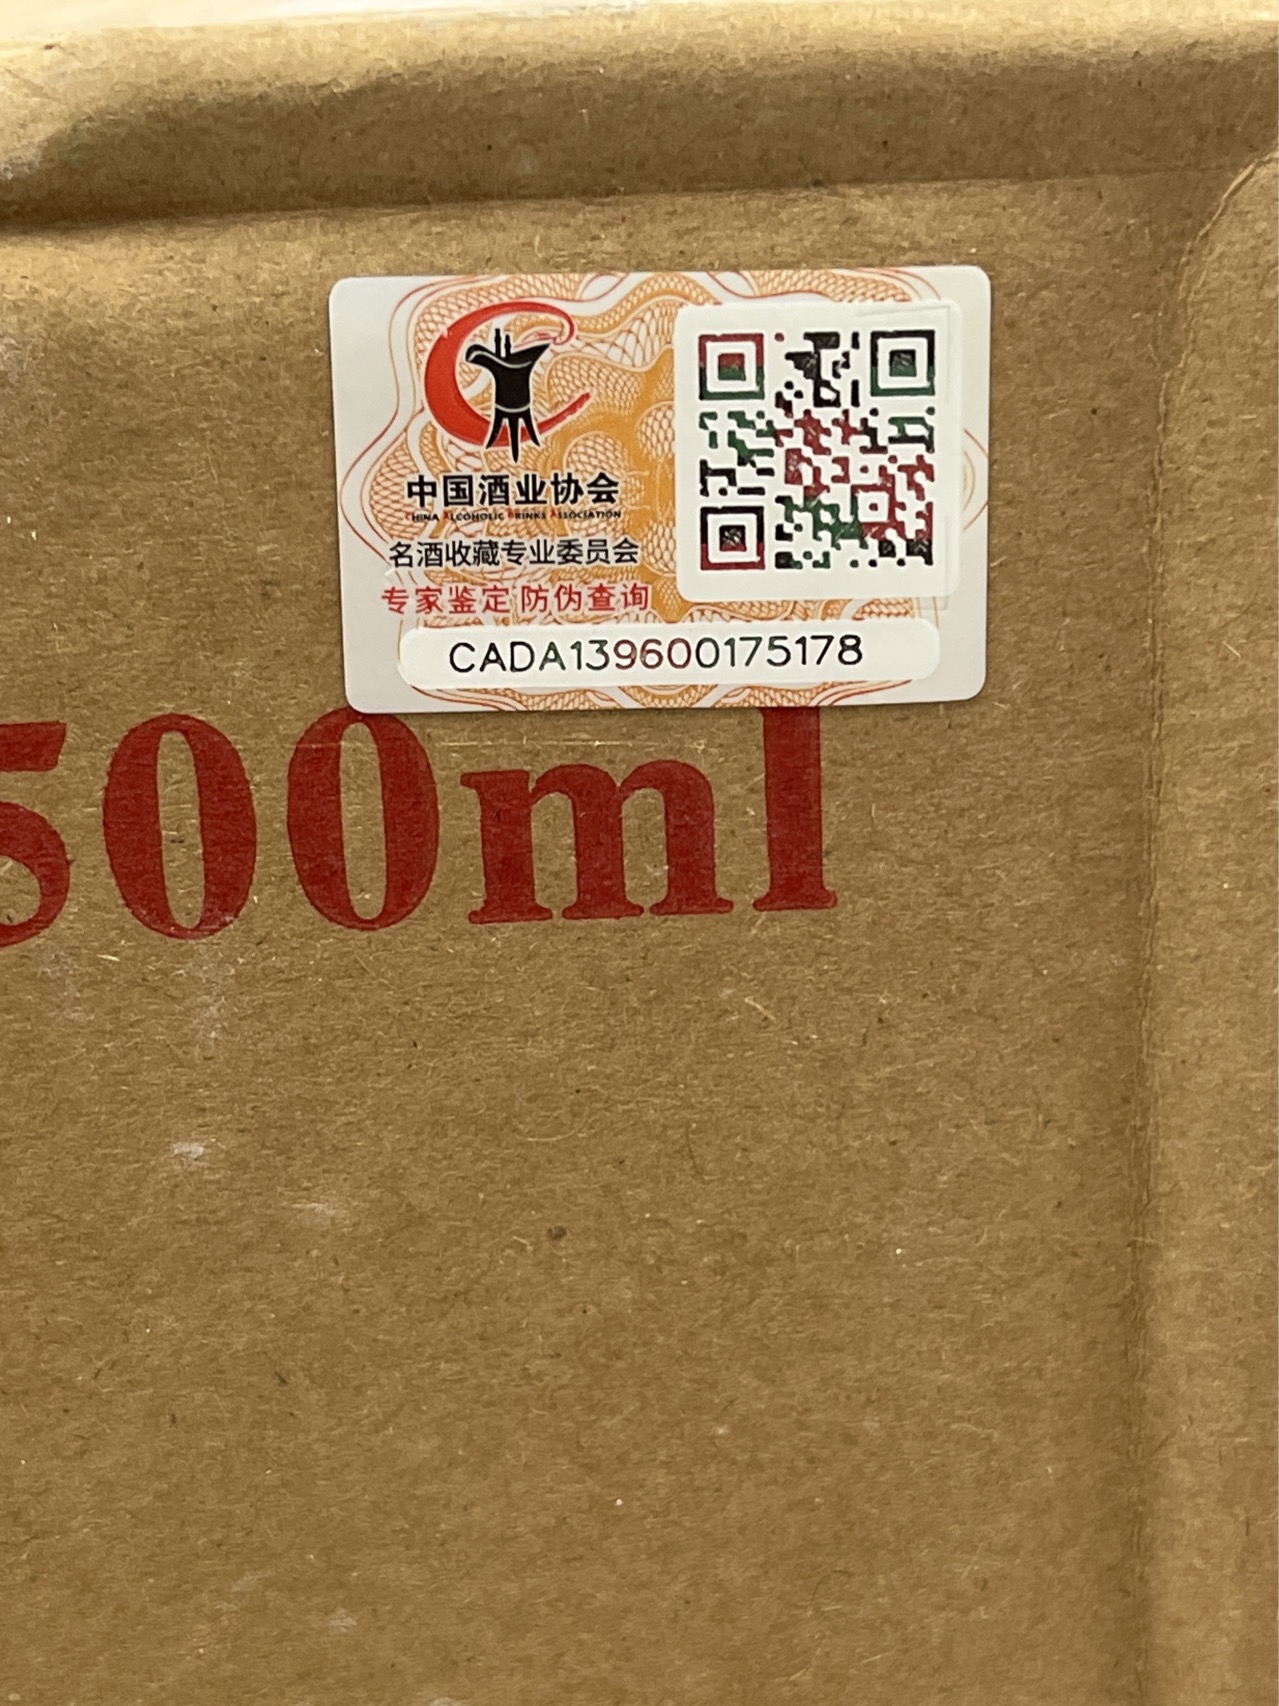 中国酒业协会
CHINA ALCOHOLIC DRINKS ASSOCIATION
名酒收藏专业委员会
专家鉴定 防伪查询
CADA139600175178
500ml